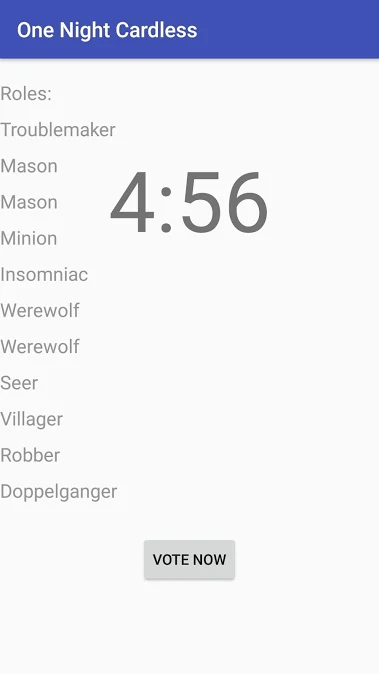 One Night Cardless
Roles:
Troublemaker
Mason
4:56
Mason
Minion
Insomniac
Werewolf
Werewolf
Seer
Villager
Robber
Doppelganger
VOTE NOW